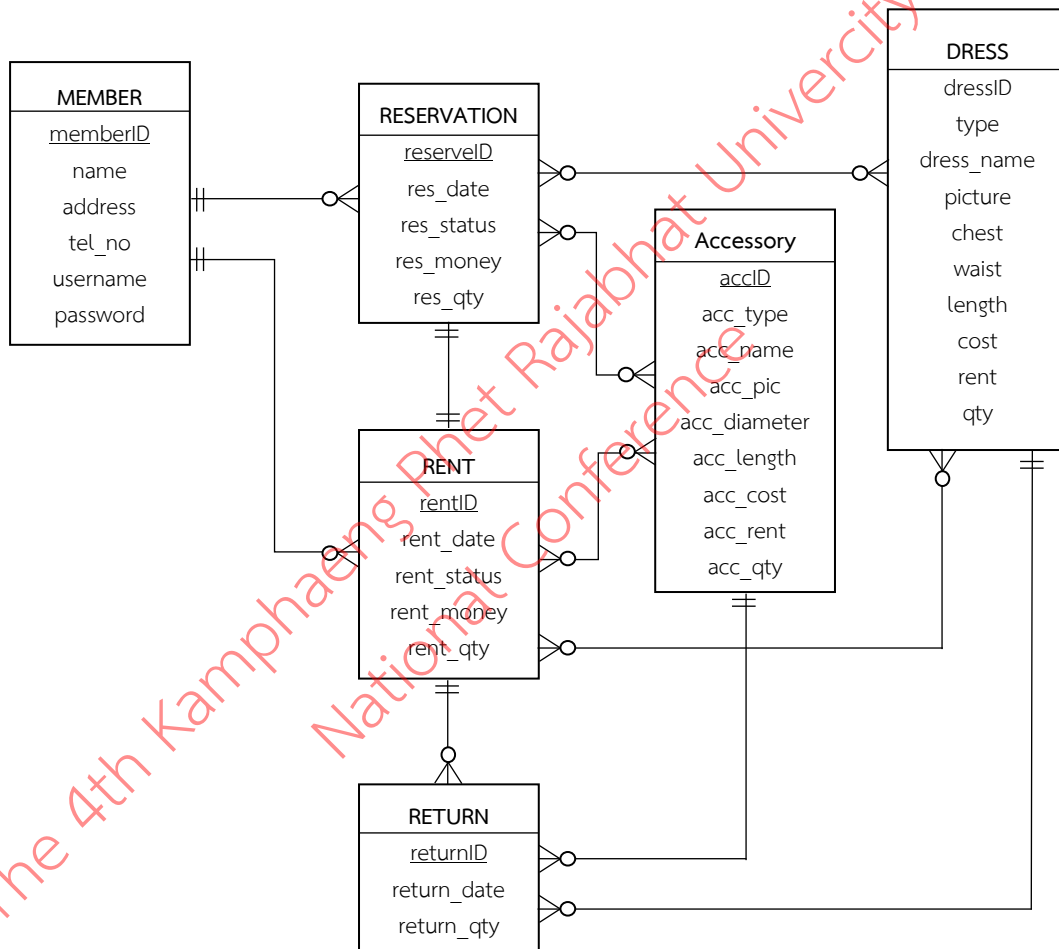 MEMBER
memberID
name
address
tel_no
username
password
RESERVATION
reserveID
res_date
res_status
res_money
res_qty
DRESS
dressID
type
dress_name
picture
chest
waist
length
cost
rent
qty
Accessory
accID
acc_type
acc_name
acc_pic
acc_diameter
acc_length
acc_cost
acc_rent
acc_qty
RENT
rentID
rent_date
rent_status
rent_money
rent_qty
RETURN
returnID
return_date
return_qty
The 4th Kamphaeng Phet Rajabhat Univercity
National Conference